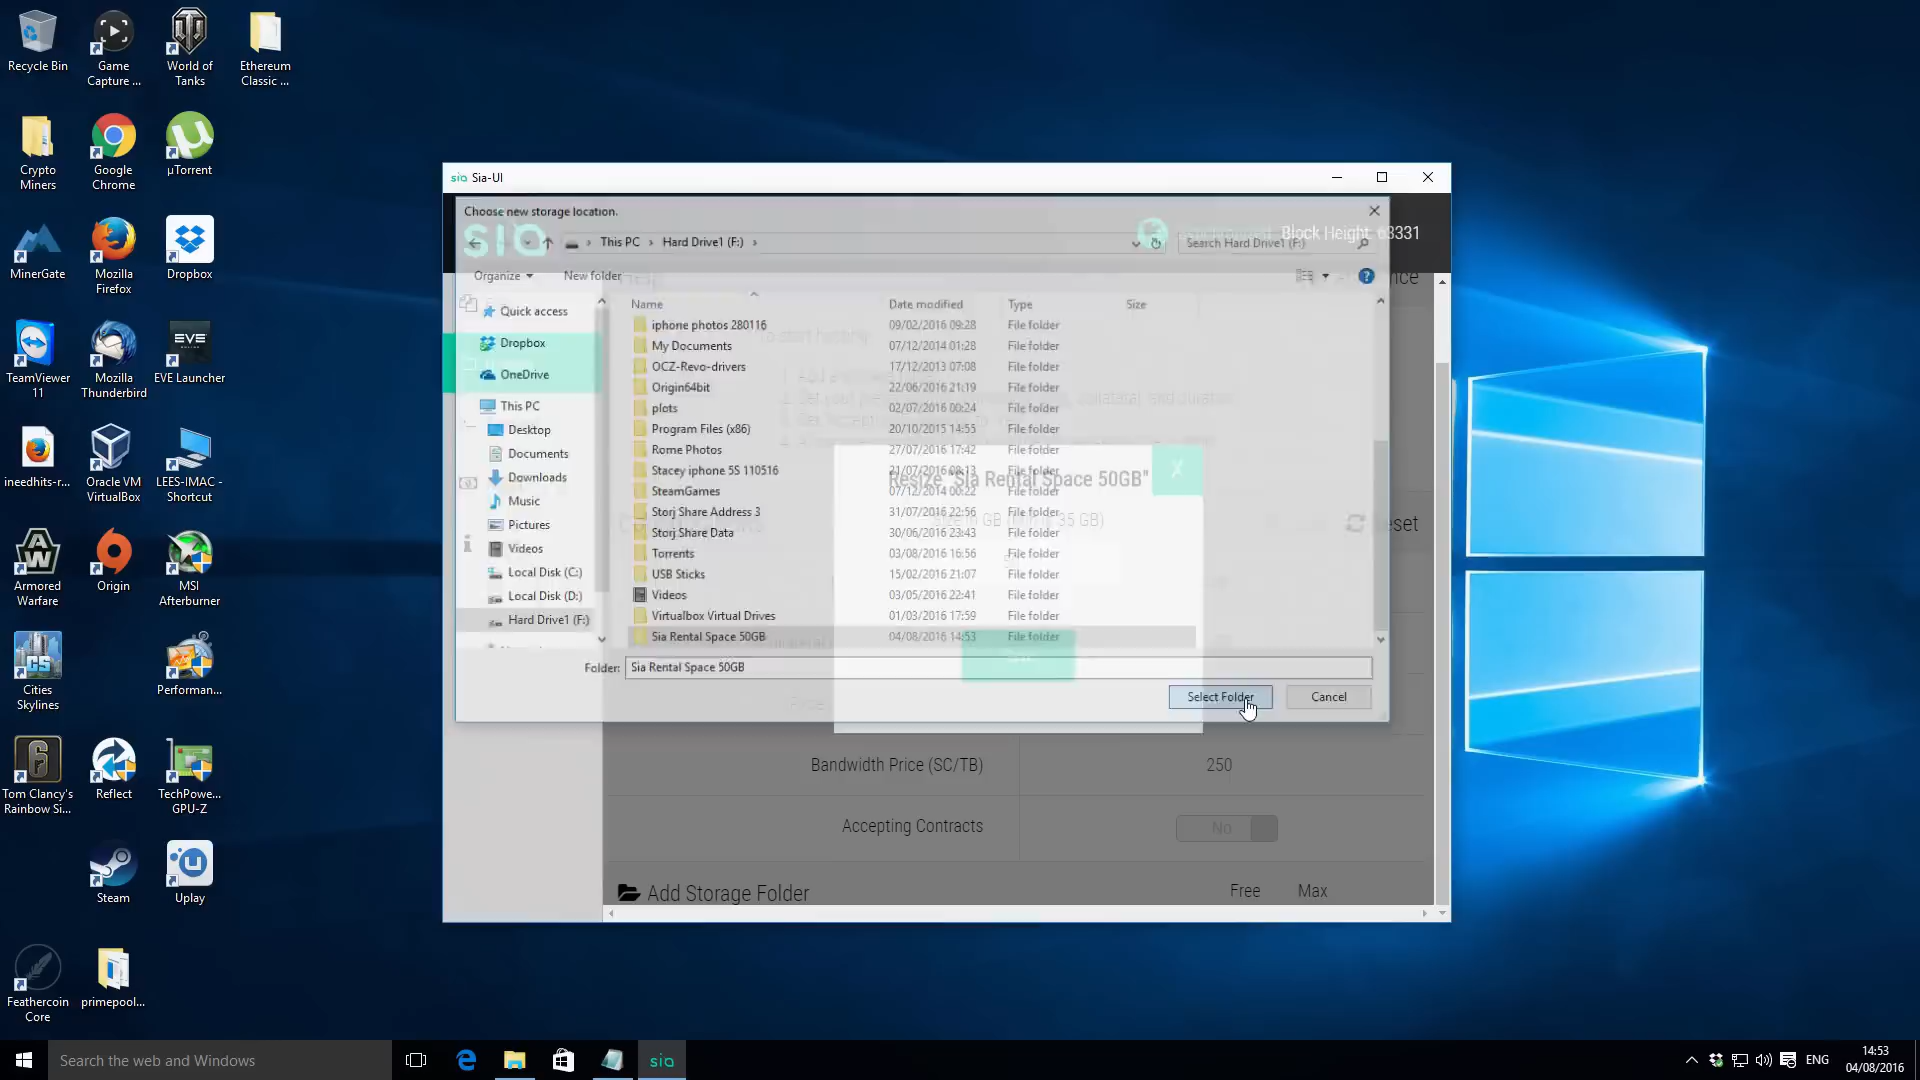 Recycle Bin
Game
Capture ...
World of
Tanks
Ethereum
Classic ...
Crypto
Miners
Google
Chrome
µTorrent
MinerGate
Mozilla
Firefox
Dropbox
TeamViewer
11
Mozilla
Thunderbird
EVE
EVE Launcher
ineedhits-r...
Oracle VM
VirtualBox
LEES-IMAC -
Shortcut
Armored
Warfare
Origin
MSI
Afterburner
Cities
Skylines
Performan...
Tom Clancy's
Rainbow Si...
Reflect
TechPowe...
GPU-Z
Steam
Uplay
Feathercoin
Core
primepool...
sia Sia-UI
Choose new storage location.
sia
This PC > Hard Drive1 (F:) >
Search Hard Drive1 (F:)
Block Height: 63331
Organize
New folder
Name
Date modified
Type
Size
Quick access
Dropbox
OneDrive
This PC
Desktop
Documents
Downloads
Music
Pictures
Videos
Local Disk (C:)
Local Disk (D:)
Hard Drive1 (F:)
iphone photos 280116 09/02/2016 09:28 File folder
My Documents 07/12/2014 01:28 File folder
OCZ-Revo-drivers 17/12/2013 07:08 File folder
Origin64bit 22/06/2016 21:19 File folder
plots 02/07/2016 00:24 File folder
Program Files (x86) 20/10/2015 14:55 File folder
Rome Photos 27/07/2016 17:42 File folder
Stacey iphone 5S 110516 21/07/2016 08:13 File folder
SteamGames 07/12/2014 00:22 File folder
Storj Share Address 3 31/07/2016 22:56 File folder
Storj Share Data 30/06/2016 23:43 File folder
Torrents 03/08/2016 16:56 File folder
USB Sticks 15/02/2016 21:07 File folder
Videos 03/05/2016 22:41 File folder
Virtualbox Virtual Drives 01/03/2016 17:59 File folder
Sia Rental Space 50GB 04/08/2016 14:53 File folder
Resize "Sia Rental Space 50GB"
X
Reset
Folder: Sia Rental Space 50GB
Select Folder
Cancel
Bandwidth Price (SC/TB) 250
Accepting Contracts No
Add Storage Folder
Free
Max
Search the web and Windows
sia
ENG
14:53
04/08/2016